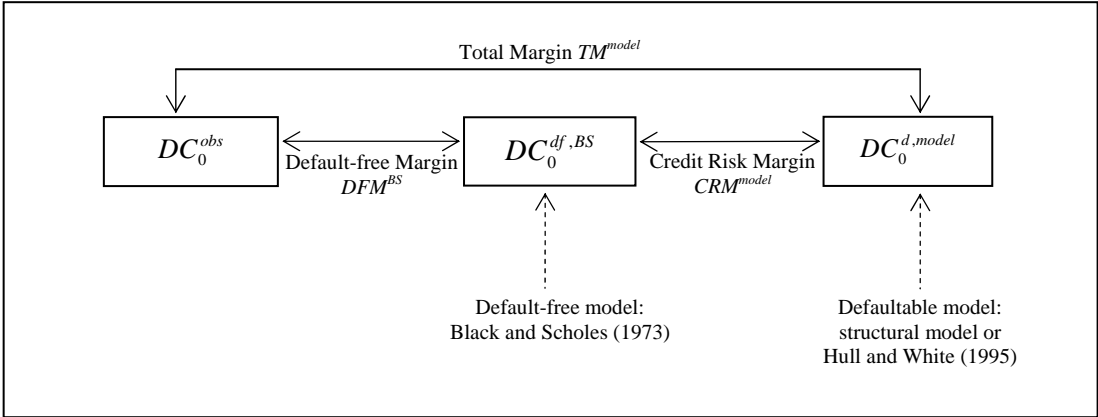 Total Margin TM^model
DC_0^obs
Default-free Margin
DFM^BS
DC_0^df,BS
Credit Risk Margin
CRM^model
DC_0^d,model
Default-free model:
Black and Scholes (1973)
Defaultable model:
structural model or
Hull and White (1995)